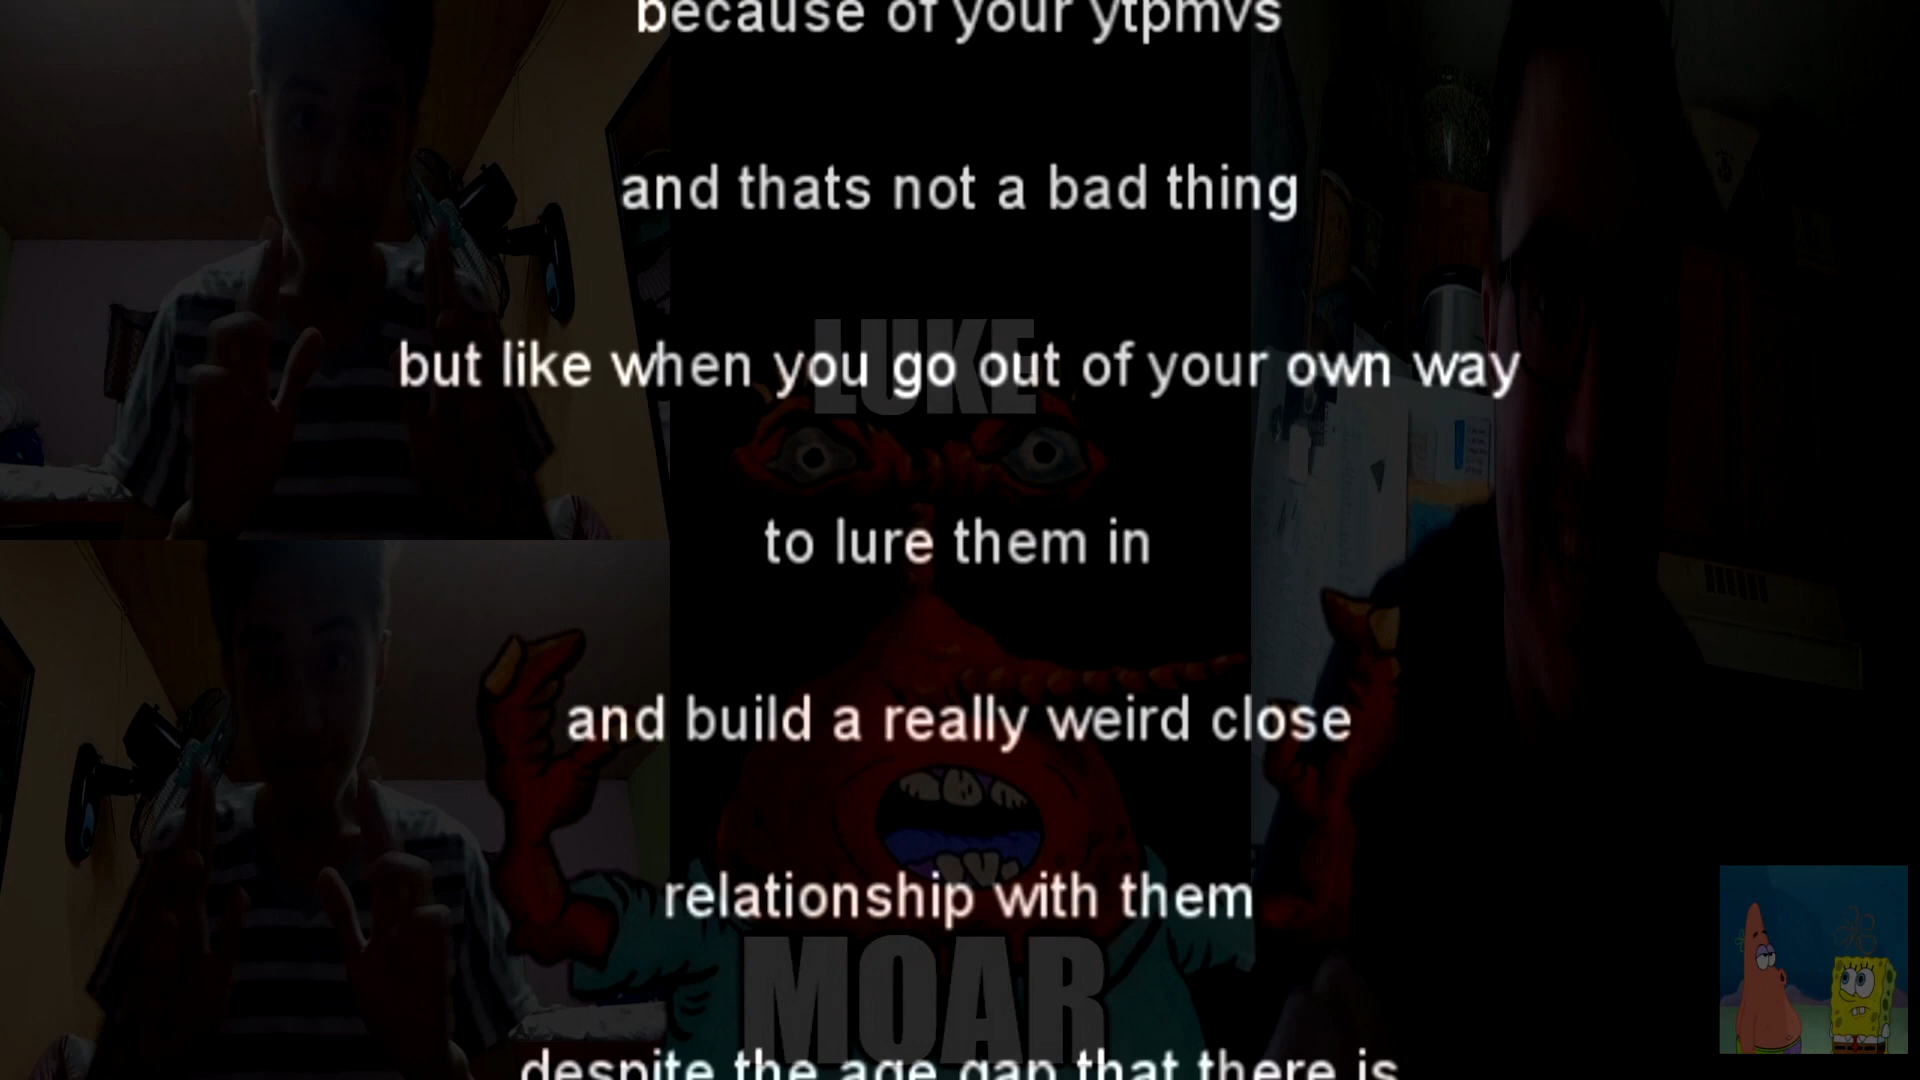 because of your ytpmvs
and thats not a bad thing
LUKE
but like when you go out of your own way
to lure them in
and build a really weird close
relationship with them
MOAR
despite the age gap that there is